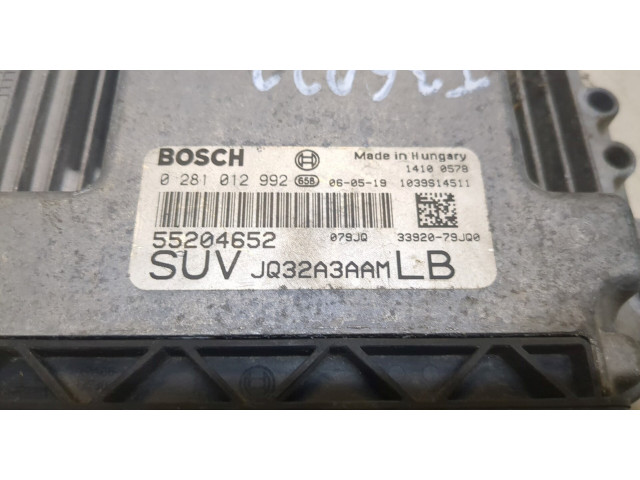 BOSCH Made in Hungary
1410 0578
0 281 012 992 658 06-05-19 1039S14511
55204652 079JQ 33920-79JQ0
SUV JQ32A3AAM LB